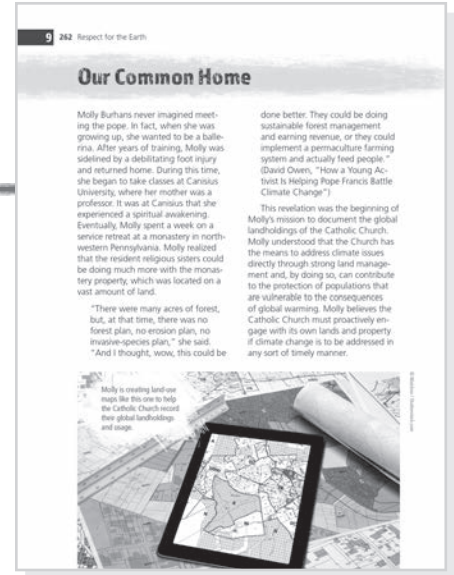 9 262 Respect for the Earth
Our Common Home
Molly Burhans never imagined meet-
ing the pope. In fact, when she was
growing up, she wanted to be a balle-
rina. After years of training, Molly was
sidelined by a debilitating foot injury
and returned home. During this time,
she began to take classes at Canisius
University, where her mother was a
professor. It was at Canisius that she
experienced a spiritual awakening.
Eventually, Molly spent a week on a
service retreat at a monastery in north-
western Pennsylvania. Molly realized
that the resident religious sisters could
be doing much more with the monas-
tery property, which was located on a
vast amount of land.
"There were many acres of forest,
but, at that time, there was no
forest plan, no erosion plan, no
invasive-species plan," she said.
"And I thought, wow, this could be
done better. They could be doing
sustainable forest management
and earning revenue, or they could
implement a permaculture farming
system and actually feed people."
(David Owen, "How a Young Ac-
tivist Is Helping Pope Francis Battle
Climate Change")
This revelation was the beginning of
Molly's mission to document the global
landholdings of the Catholic Church.
Molly understood that the Church has
the means to address climate issues
directly through strong land manage-
ment and, by doing so, can contribute
to the protection of populations that
are vulnerable to the consequences
of global warming. Molly believes the
Catholic Church must proactively en-
gage with its own lands and property
if climate change is to be addressed in
any sort of timely manner.
Molly is creating land-use
maps like this one to help
the Catholic Church record
their global landholdings
and usage.